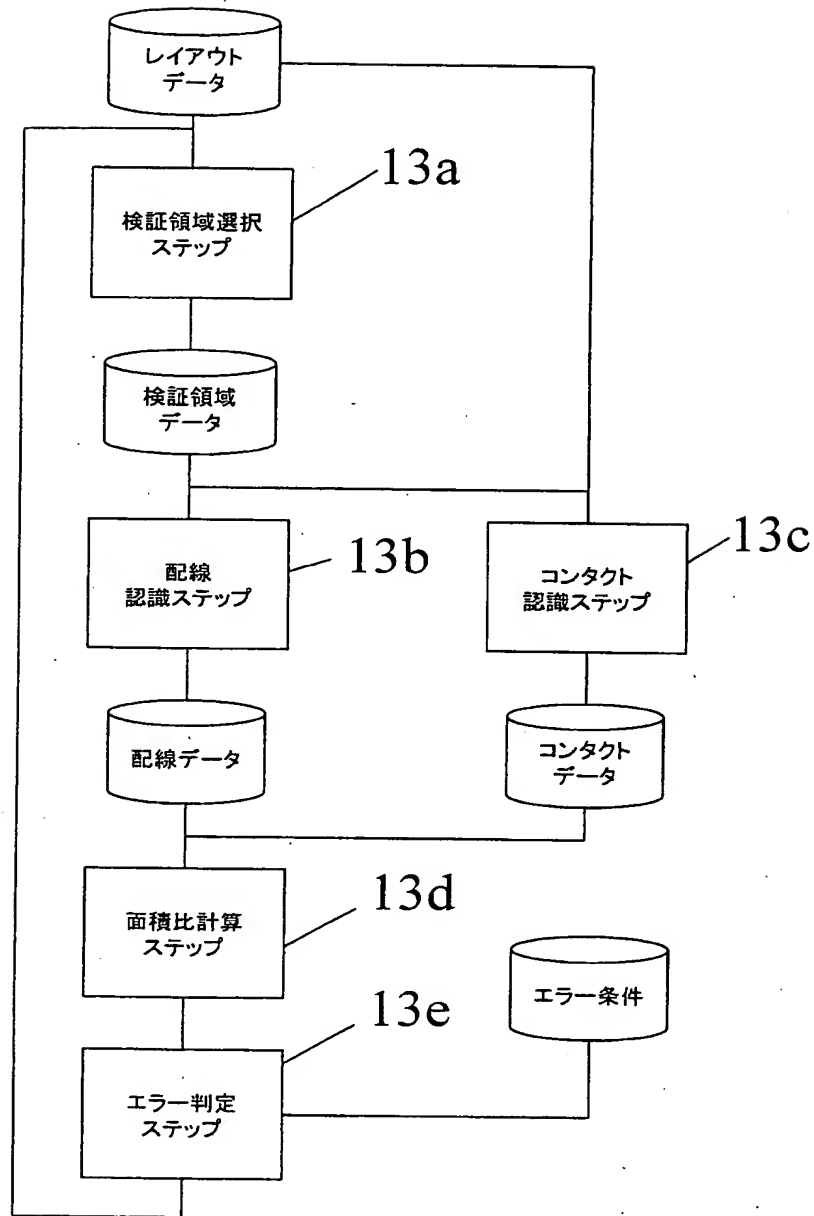 レイアウト
データ
13a
検証領域選択
ステップ
検証領域
データ
13b
配線
認識ステップ
13c
コンタクト
認識ステップ
配線データ
コンタクト
データ
13d
面積比計算
ステップ
13e
エラー条件
エラー判定
ステップ